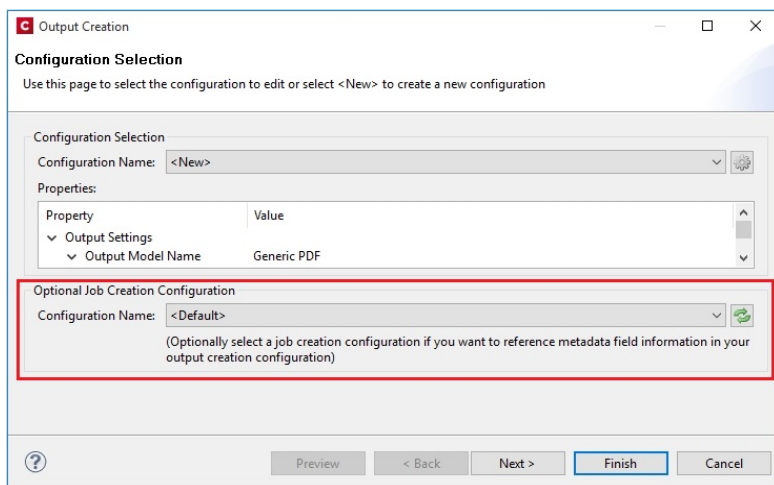 Output Creation
Configuration Selection
Use this page to select the configuration to edit or select <New> to create a new configuration
Configuration Selection
Configuration Name: <New>
Properties:
Property Value
Output Settings
Output Model Name Generic PDF
Optional Job Creation Configuration
Configuration Name: <Default>
(Optionally select a job creation configuration if you want to reference metadata field information in your
output creation configuration)
? Preview < Back Next > Finish Cancel